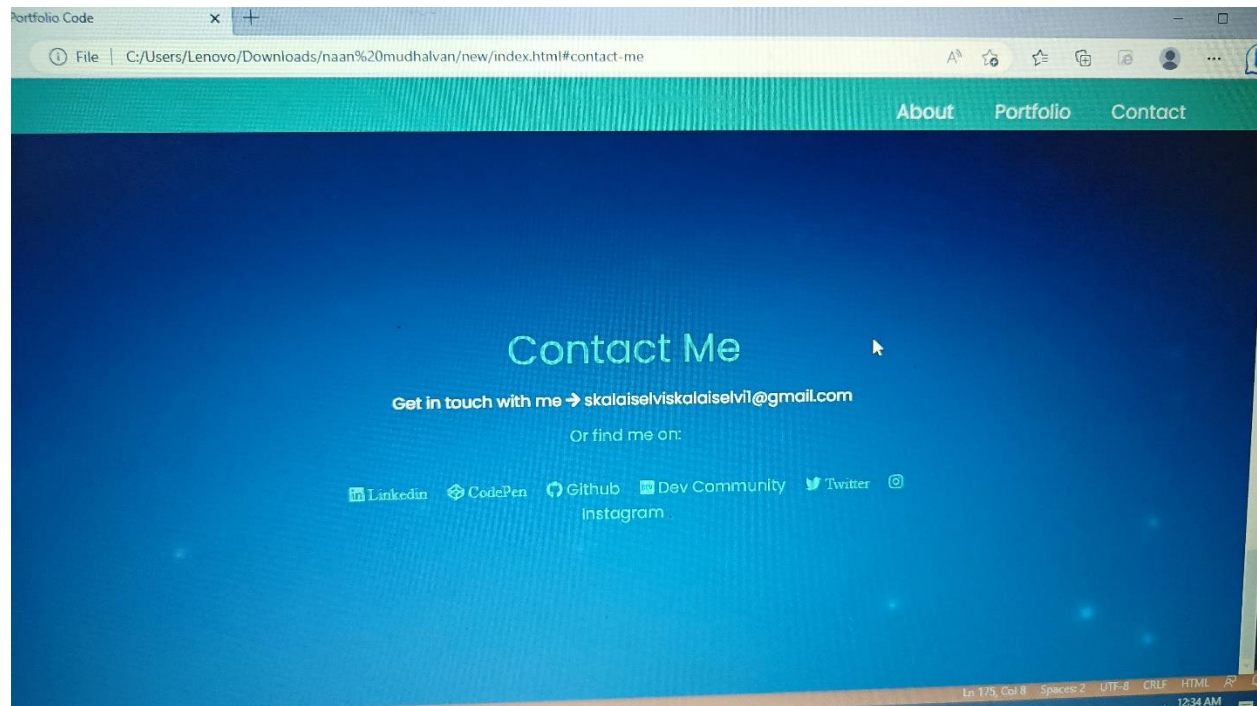 Portfolio Code
File C:/Users/Lenovo/Downloads/naan%20mudhalvan/new/index.html#contact-me
About Portfolio Contact
Contact Me
Get in touch with me → skalaiselviskalaiselvi1@gmail.com
Or find me on:
in Linkedin CodePen Github DEV Dev Community Twitter
Instagram
Ln 175, Col 8 Spaces: 2 UTF-8 CRLF HTML
12:34 AM